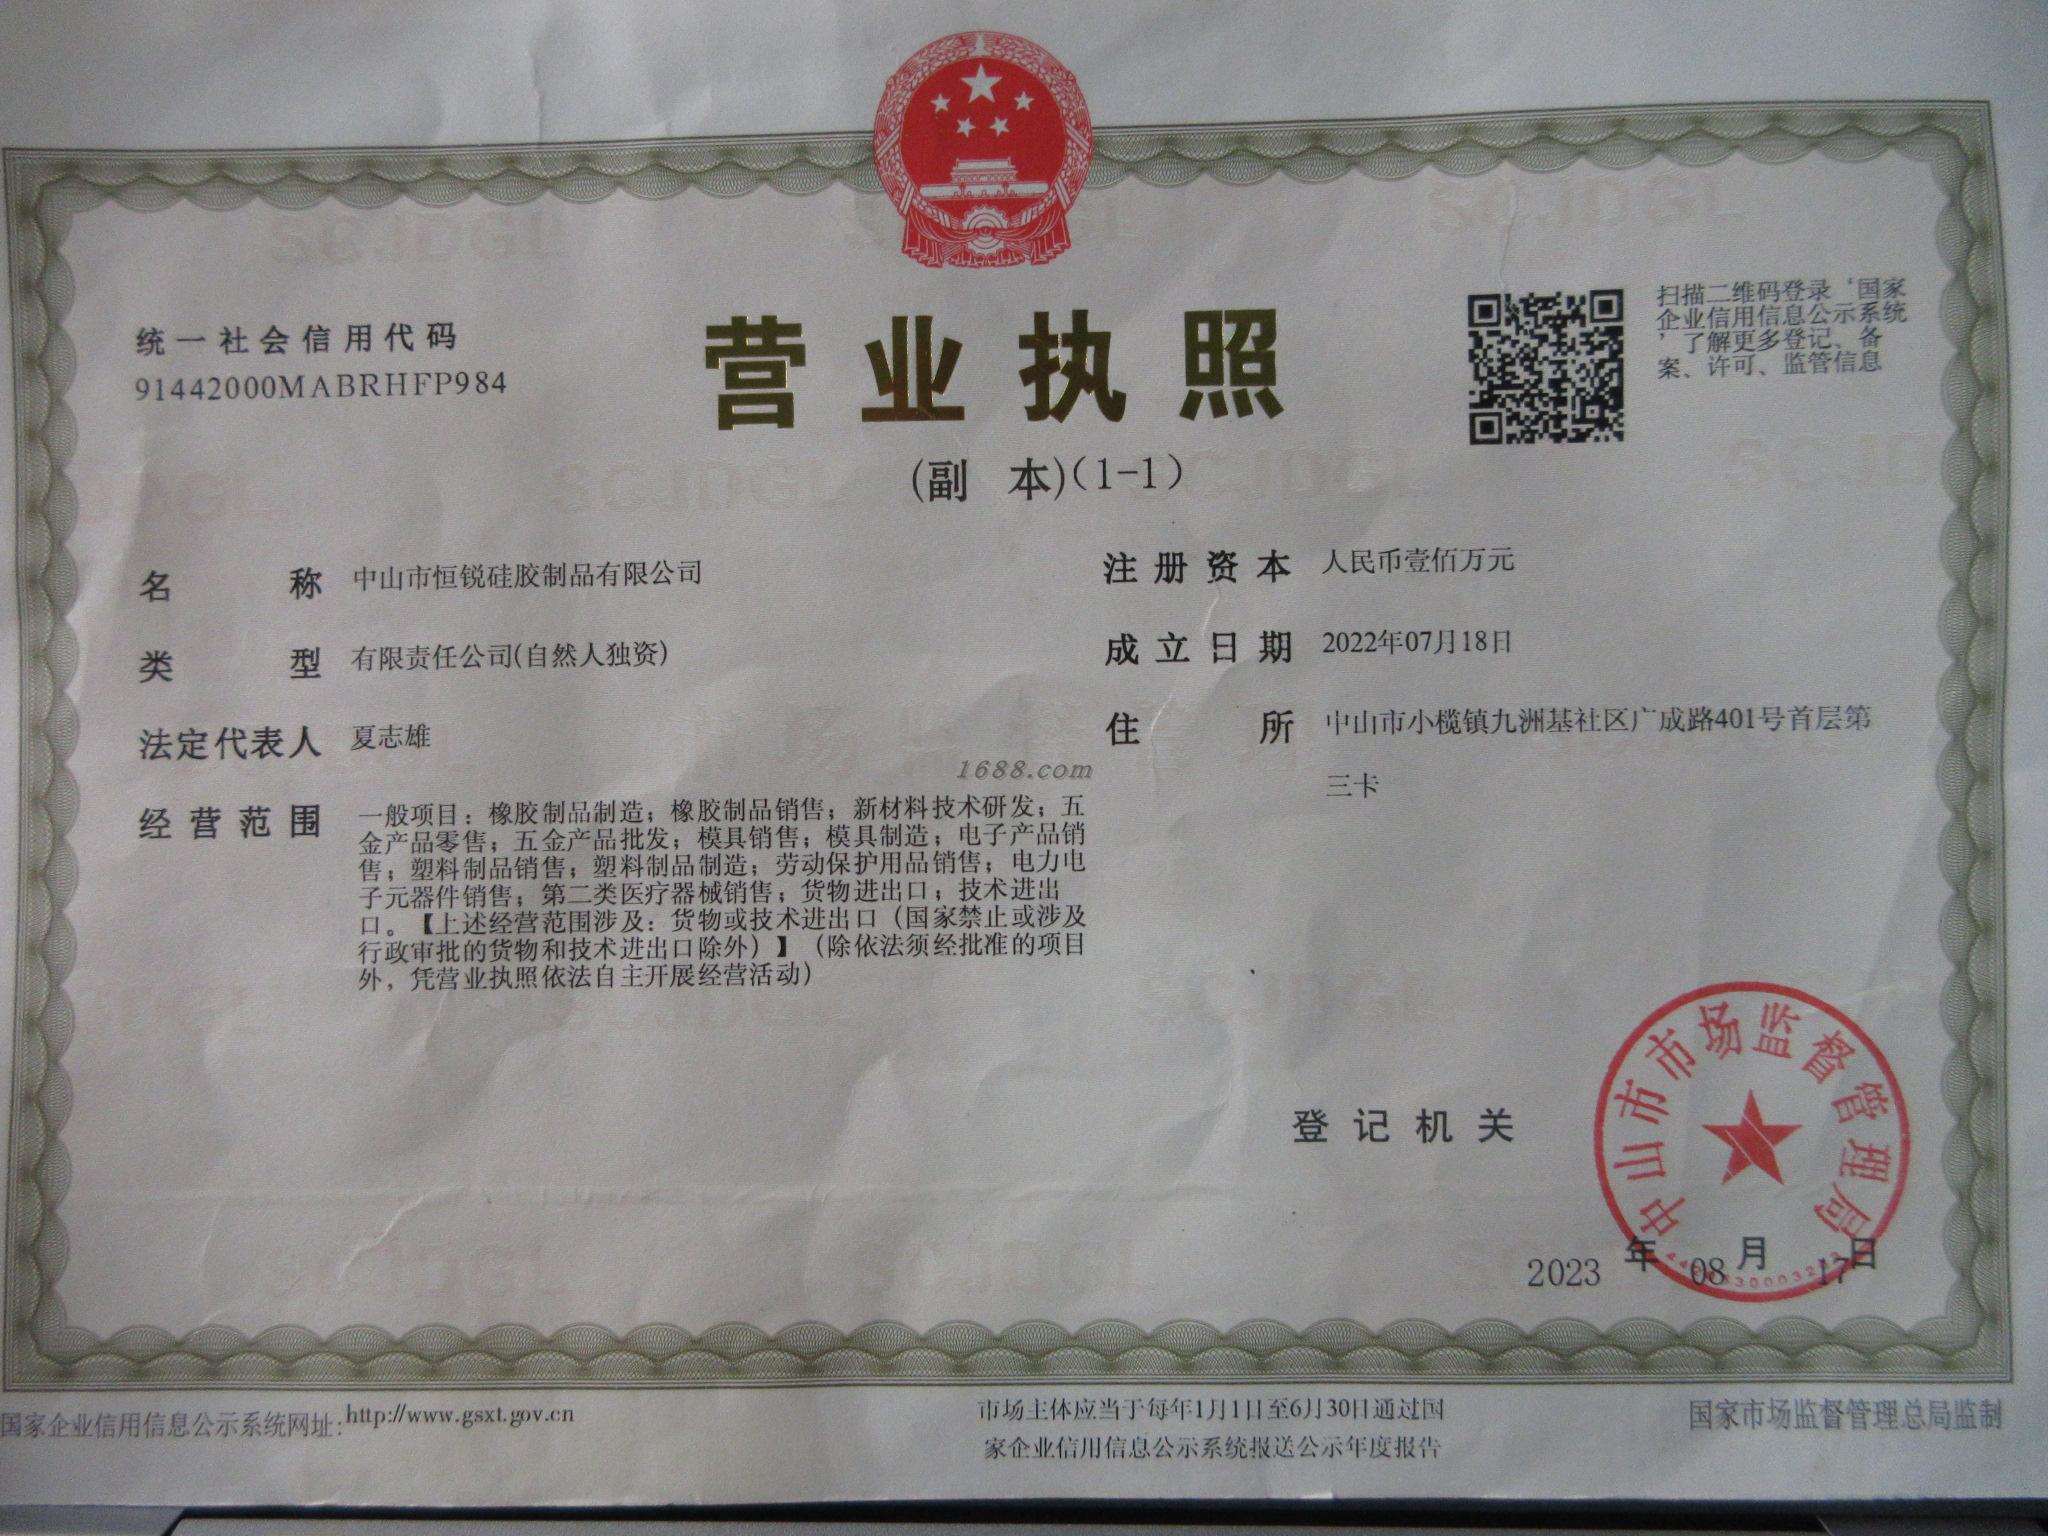 统一社会信用代码
91442000MABRHFP984
营业执照
(副 本)(1-1)
扫描二维码登录‘国家
企业信用信息公示系统
’了解更多登记、备
案、许可、监管信息
名称 中山市恒锐硅胶制品有限公司
类型 有限责任公司(自然人独资)
法定代表人 夏志雄
经营范围 一般项目：橡胶制品制造；橡胶制品销售；新材料技术研发；五
金产品零售；五金产品批发；模具销售；模具制造；电子产品销
售；塑料制品销售；塑料制品制造；劳动保护用品销售；电力电
子元器件销售；第二类医疗器械销售；货物进出口；技术进出
口。【上述经营范围涉及：货物或技术进出口（国家禁止或涉及
行政审批的货物和技术进出口除外）】（除依法须经批准的项目
外，凭营业执照依法自主开展经营活动）
注册资本 人民币壹佰万元
成立日期 2022年07月18日
住所 中山市小榄镇九洲基社区广成路401号首层第
三卡
1688.com
登记机关
中山市市场监督管理局
2023 年 08 月 17 日
国家企业信用信息公示系统网址：http://www.gsxt.gov.cn
市场主体应当于每年1月1日至6月30日通过国
家企业信用信息公示系统报送公示年度报告
国家市场监督管理总局监制